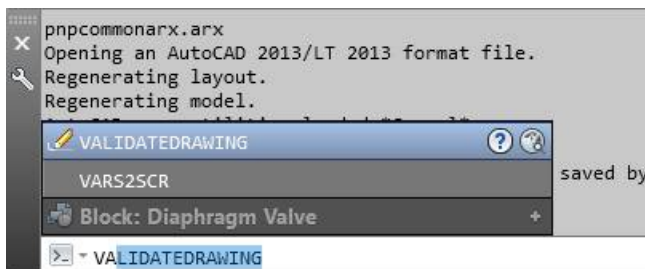 pnpcommonarx.arx
Opening an AutoCAD 2013/LT 2013 format file.
Regenerating layout.
Regenerating model.
VALIDATEDRAWING
VARS2SCR
saved by
Block: Diaphragm Valve +
VALIDATEDRAWING